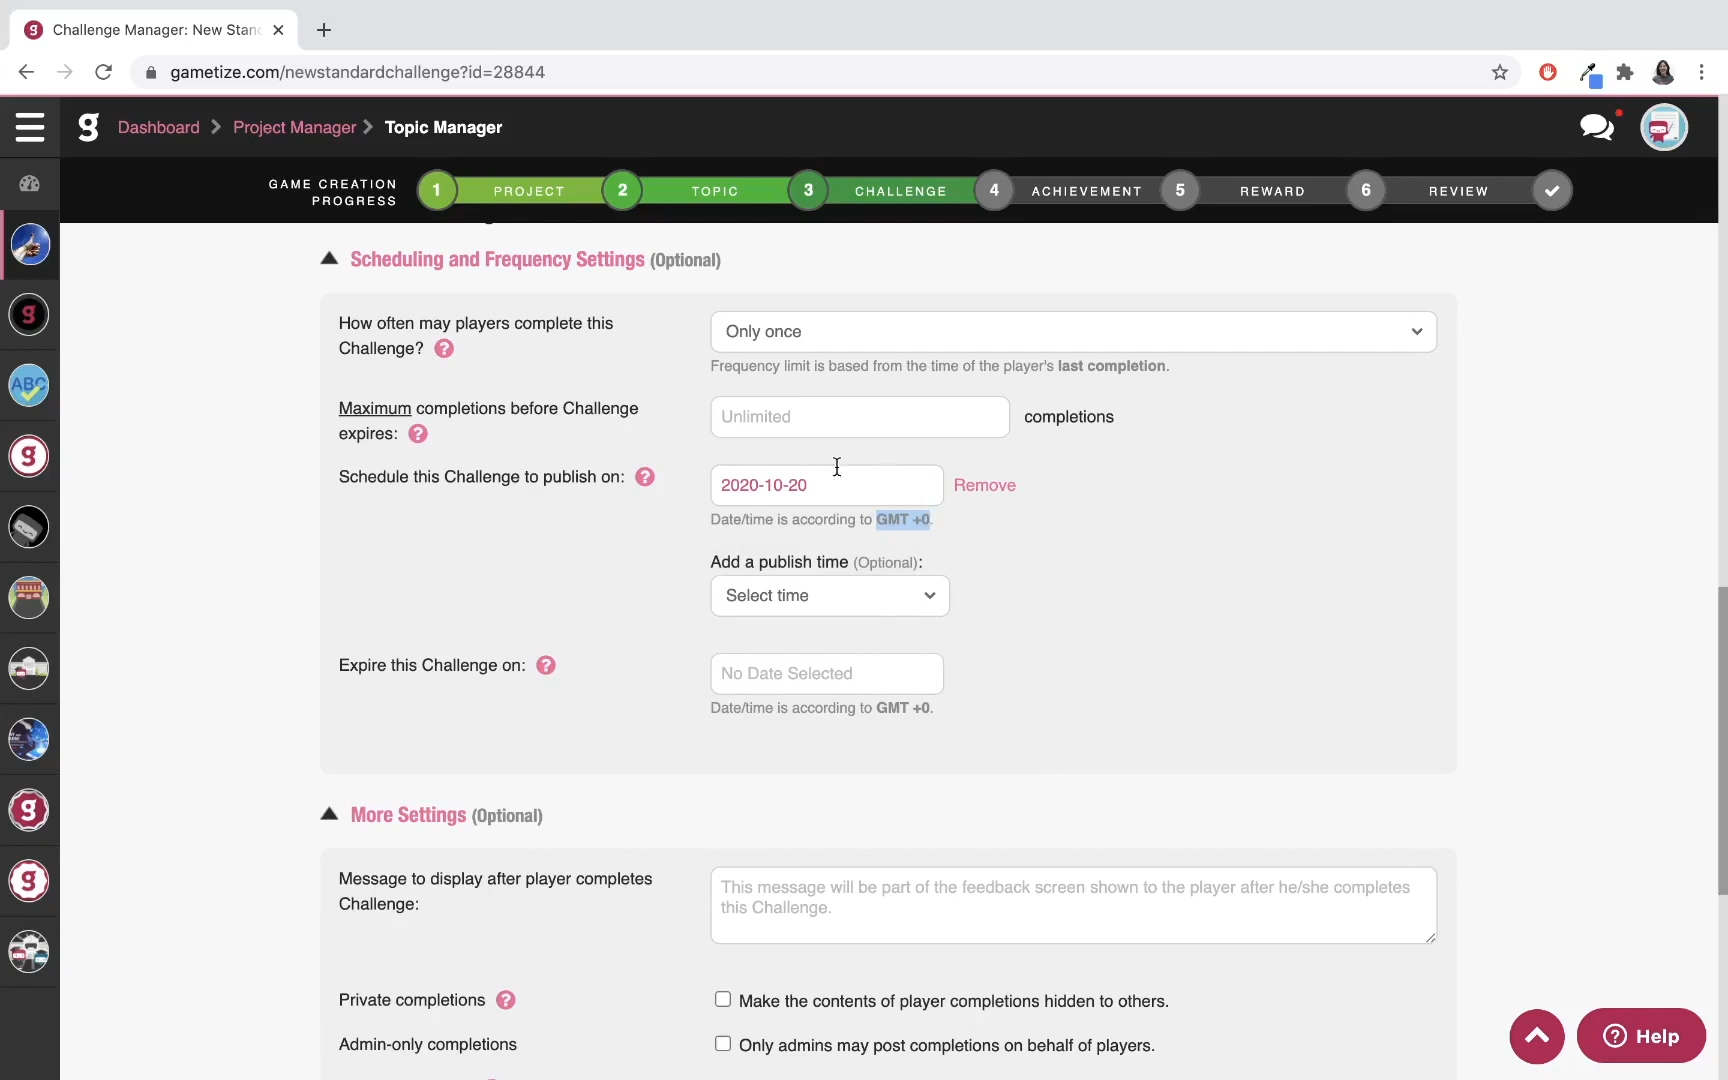 Challenge Manager: New Stand
gametize.com/newstandardchallenge?id=28844
g Dashboard > Project Manager > Topic Manager
GAME CREATION
PROGRESS
1 PROJECT 2 TOPIC 3 CHALLENGE 4 ACHIEVEMENT 5 REWARD 6 REVIEW
Scheduling and Frequency Settings (Optional)
How often may players complete this
Challenge? ?
Only once
Frequency limit is based from the time of the player's last completion.
Maximum completions before Challenge
expires: ?
Unlimited completions
Schedule this Challenge to publish on: ?
2020-10-20 Remove
Date/time is according to GMT +0.
Add a publish time (Optional):
Select time
Expire this Challenge on: ?
No Date Selected
Date/time is according to GMT +0.
More Settings (Optional)
Message to display after player completes
Challenge:
This message will be part of the feedback screen shown to the player after he/she completes
this Challenge.
Private completions ?
Make the contents of player completions hidden to others.
Admin-only completions
Only admins may post completions on behalf of players.
? Help
g
ABC
g
g
g